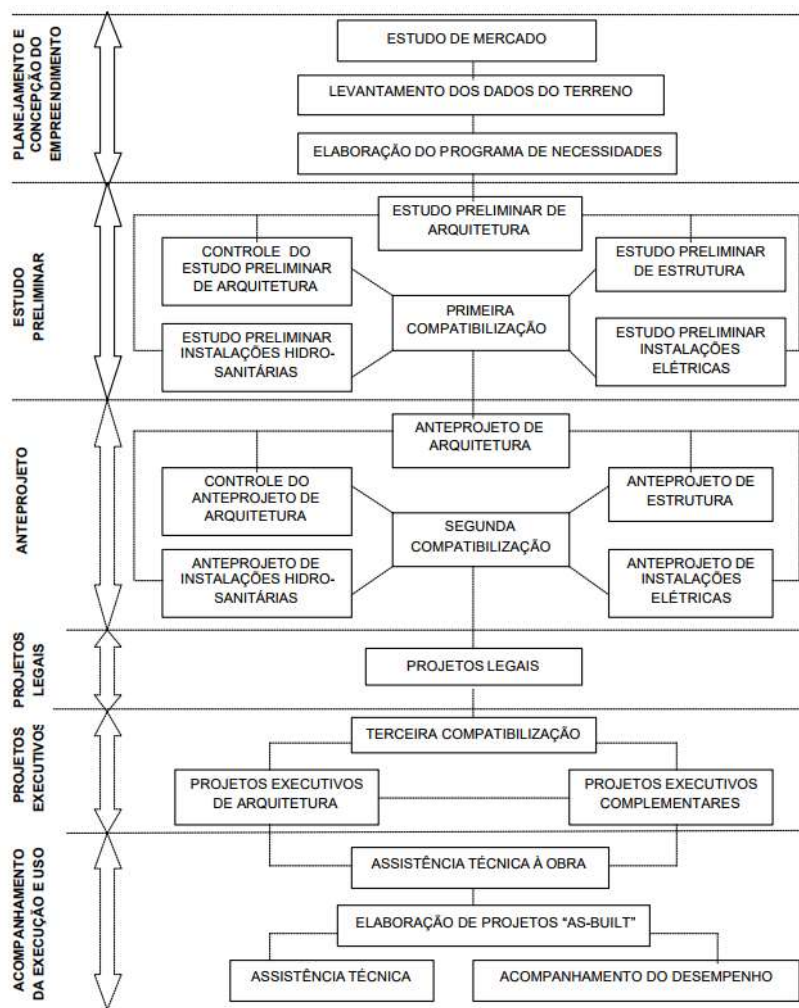 PLANEJAMENTO E
CONCEPÇÃO DO
EMPREENDIMENTO
ESTUDO DE MERCADO
LEVANTAMENTO DOS DADOS DO TERRENO
ELABORAÇÃO DO PROGRAMA DE NECESSIDADES
ESTUDO
PRELIMINAR
ESTUDO PRELIMINAR DE
ARQUITETURA
CONTROLE DO
ESTUDO PRELIMINAR
DE ARQUITETURA
ESTUDO PRELIMINAR
DE ESTRUTURA
PRIMEIRA
COMPATIBILIZAÇÃO
ESTUDO PRELIMINAR
INSTALAÇÕES HIDRO-
SANITÁRIAS
ESTUDO PRELIMINAR
INSTALAÇÕES
ELÉTRICAS
ANTEPROJETO
ANTEPROJETO DE
ARQUITETURA
CONTROLE DO
ANTEPROJETO DE
ARQUITETURA
ANTEPROJETO DE
ESTRUTURA
SEGUNDA
COMPATIBILIZAÇÃO
ANTEPROJETO DE
INSTALAÇÕES HIDRO-
SANITÁRIAS
ANTEPROJETO DE
INSTALAÇÕES
ELÉTRICAS
PROJETOS
LEGAIS
PROJETOS LEGAIS
PROJETOS
EXECUTIVOS
TERCEIRA COMPATIBILIZAÇÃO
PROJETOS EXECUTIVOS
DE ARQUITETURA
PROJETOS EXECUTIVOS
COMPLEMENTARES
ACOMPANHAMENTO
DA EXECUÇÃO E USO
ASSISTÊNCIA TÉCNICA À OBRA
ELABORAÇÃO DE PROJETOS “AS-BUILT”
ASSISTÊNCIA TÉCNICA
ACOMPANHAMENTO DO DESEMPENHO